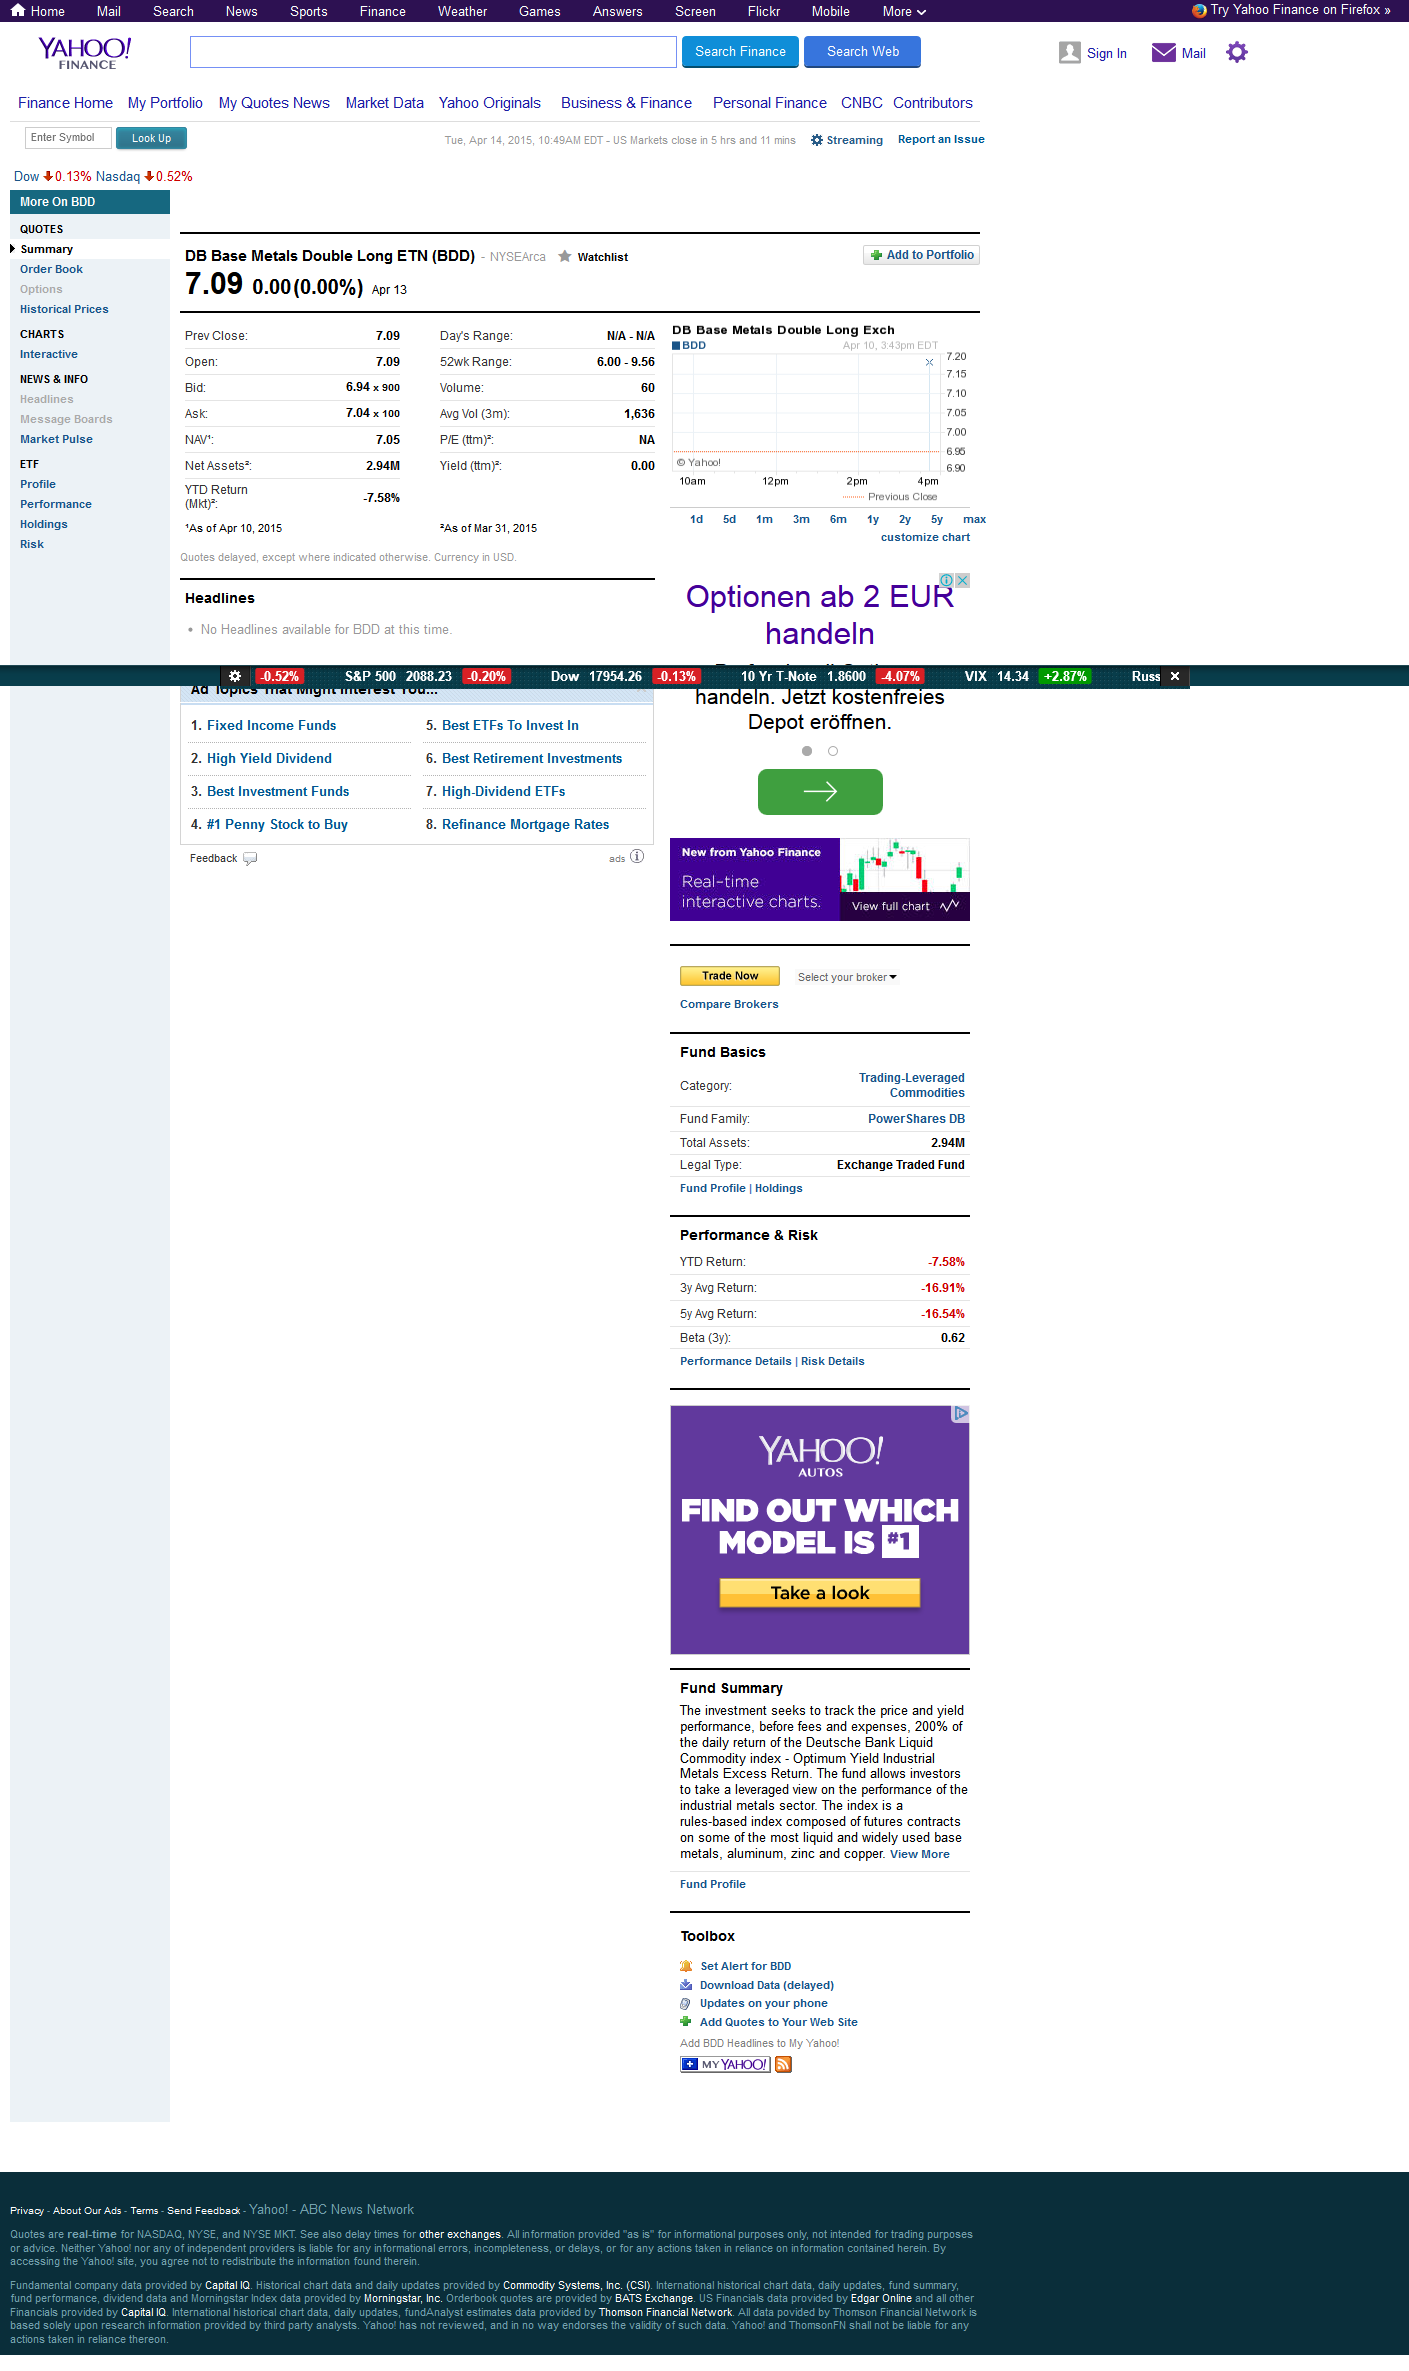 Home Mail Search News Sports Finance Weather Games Answers Screen Flickr Mobile More Try Yahoo Finance on Firefox »
YAHOO!
FINANCE
Search Finance Search Web Sign In Mail
Finance Home My Portfolio My Quotes News Market Data Yahoo Originals Business & Finance Personal Finance CNBC Contributors
Enter Symbol Look Up Tue, Apr 14, 2015, 10:49AM EDT - US Markets close in 5 hrs and 11 mins Streaming Report an Issue
Dow 0.13% Nasdaq 0.52%
More On BDD
QUOTES
Summary
Order Book
Options
Historical Prices
CHARTS
Interactive
NEWS & INFO
Headlines
Message Boards
Market Pulse
ETF
Profile
Performance
Holdings
Risk
DB Base Metals Double Long ETN (BDD) - NYSEArca Watchlist Add to Portfolio
7.09 0.00(0.00%) Apr 13
Prev Close: 7.09
Open: 7.09
Bid: 6.94 x 900
Ask: 7.04 x 100
NAV¹: 7.05
Net Assets²: 2.94M
YTD Return
(Mkt)²: -7.58%
¹As of Apr 10, 2015
Day's Range: N/A - N/A
52wk Range: 6.00 - 9.56
Volume: 60
Avg Vol (3m): 1,636
P/E (ttm)²: NA
Yield (ttm)²: 0.00
²As of Mar 31, 2015
Quotes delayed, except where indicated otherwise. Currency in USD.
DB Base Metals Double Long Exch
BDD Apr 10, 3:43pm EDT
7.20
7.15
7.10
7.05
7.00
6.95
6.90
© Yahoo!
10am 12pm 2pm 4pm
Previous Close
1d 5d 1m 3m 6m 1y 2y 5y max
customize chart
Headlines
• No Headlines available for BDD at this time.
Optionen ab 2 EUR
handeln
-0.52% S&P 500 2088.23 -0.20% Dow 17954.26 -0.13% 10 Yr T-Note 1.8600 -4.07% VIX 14.34 +2.87% Russ
Ad Topics That Might Interest You...
1. Fixed Income Funds
2. High Yield Dividend
3. Best Investment Funds
4. #1 Penny Stock to Buy
5. Best ETFs To Invest In
6. Best Retirement Investments
7. High-Dividend ETFs
8. Refinance Mortgage Rates
Feedback ads
handeln. Jetzt kostenfreies
Depot eröffnen.
New from Yahoo Finance
Real-time
interactive charts.
View full chart
Trade Now Select your broker
Compare Brokers
Fund Basics
Category: Trading-Leveraged
Commodities
Fund Family: PowerShares DB
Total Assets: 2.94M
Legal Type: Exchange Traded Fund
Fund Profile | Holdings
Performance & Risk
YTD Return: -7.58%
3y Avg Return: -16.91%
5y Avg Return: -16.54%
Beta (3y): 0.62
Performance Details | Risk Details
YAHOO!
AUTOS
FIND OUT WHICH
MODEL IS #1
Take a look
Fund Summary
The investment seeks to track the price and yield
performance, before fees and expenses, 200% of
the daily return of the Deutsche Bank Liquid
Commodity index - Optimum Yield Industrial
Metals Excess Return. The fund allows investors
to take a leveraged view on the performance of the
industrial metals sector. The index is a
rules-based index composed of futures contracts
on some of the most liquid and widely used base
metals, aluminum, zinc and copper. View More
Fund Profile
Toolbox
Set Alert for BDD
Download Data (delayed)
Updates on your phone
Add Quotes to Your Web Site
Add BDD Headlines to My Yahoo!
MY YAHOO!
Privacy - About Our Ads - Terms - Send Feedback - Yahoo! - ABC News Network
Quotes are real-time for NASDAQ, NYSE, and NYSE MKT. See also delay times for other exchanges. All information provided "as is" for informational purposes only, not intended for trading purposes
or advice. Neither Yahoo! nor any of independent providers is liable for any informational errors, incompleteness, or delays, or for any actions taken in reliance on information contained herein. By
accessing the Yahoo! site, you agree not to redistribute the information found therein.
Fundamental company data provided by Capital IQ. Historical chart data and daily updates provided by Commodity Systems, Inc. (CSI). International historical chart data, daily updates, fund summary,
fund performance, dividend data and Morningstar Index data provided by Morningstar, Inc. Orderbook quotes are provided by BATS Exchange. US Financials data provided by Edgar Online and all other
Financials provided by Capital IQ. International historical chart data, daily updates, fundAnalyst estimates data provided by Thomson Financial Network. All data povided by Thomson Financial Network is
based solely upon research information provided by third party analysts. Yahoo! has not reviewed, and in no way endorses the validity of such data. Yahoo! and ThomsonFN shall not be liable for any
actions taken in reliance thereon.